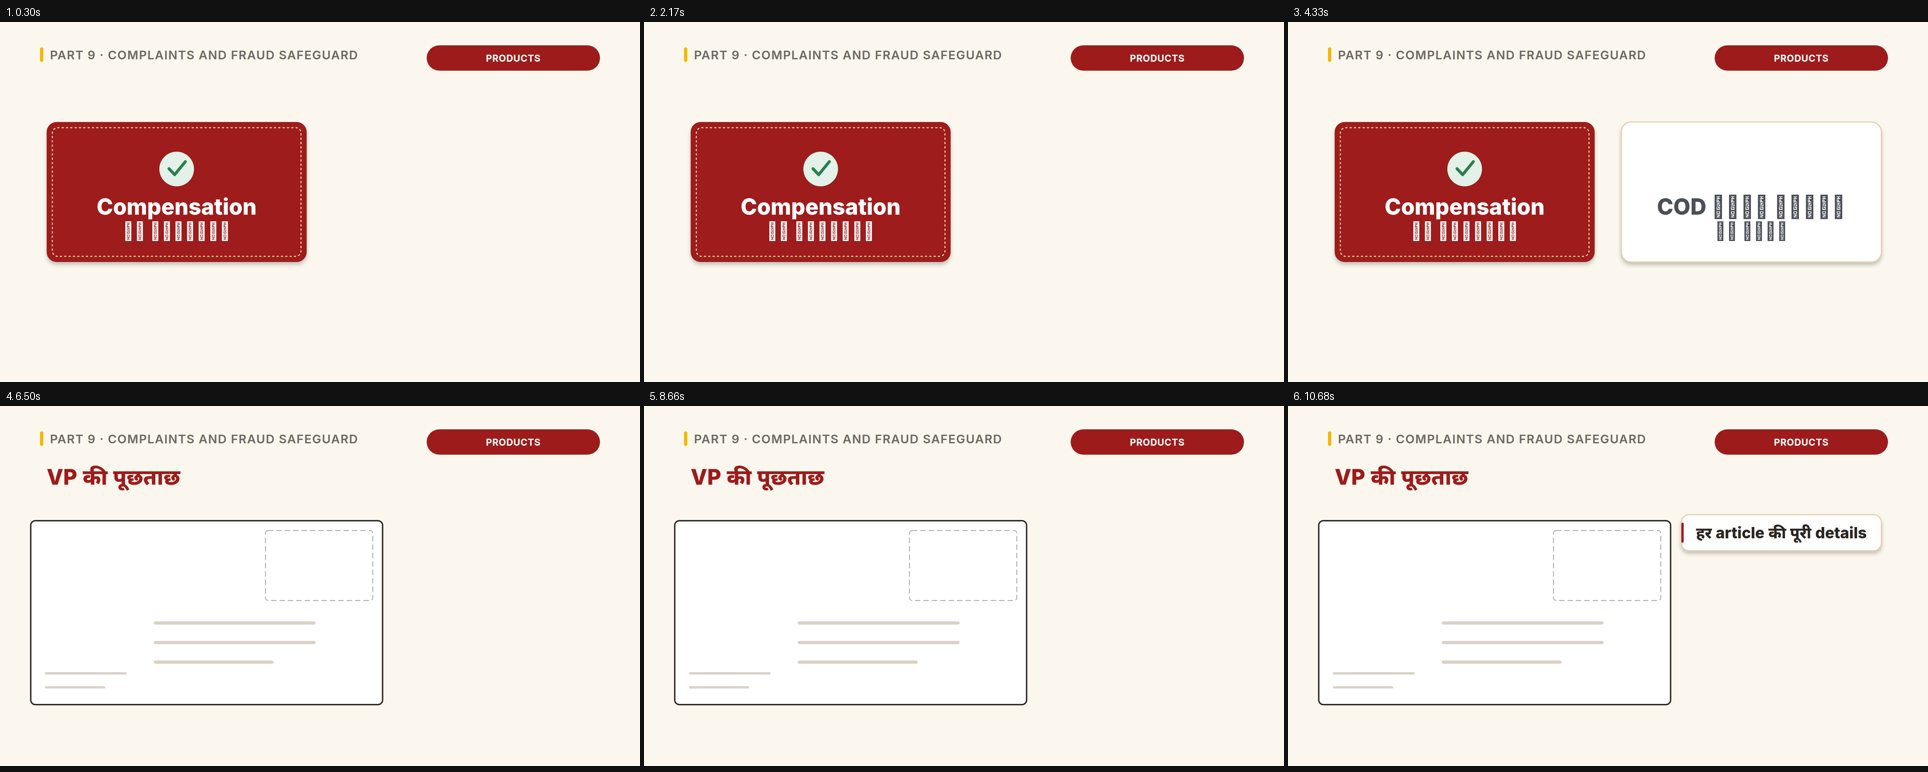 1. 0.30s
PART 9 · COMPLAINTS AND FRAUD SAFEGUARD
PRODUCTS
Compensation
2. 2.17s
PART 9 · COMPLAINTS AND FRAUD SAFEGUARD
PRODUCTS
Compensation
3. 4.33s
PART 9 · COMPLAINTS AND FRAUD SAFEGUARD
PRODUCTS
Compensation
COD
4. 6.50s
PART 9 · COMPLAINTS AND FRAUD SAFEGUARD
PRODUCTS
VP की पूछताछ
5. 8.66s
PART 9 · COMPLAINTS AND FRAUD SAFEGUARD
PRODUCTS
VP की पूछताछ
6. 10.68s
PART 9 · COMPLAINTS AND FRAUD SAFEGUARD
PRODUCTS
VP की पूछताछ
हर article की पूरी details